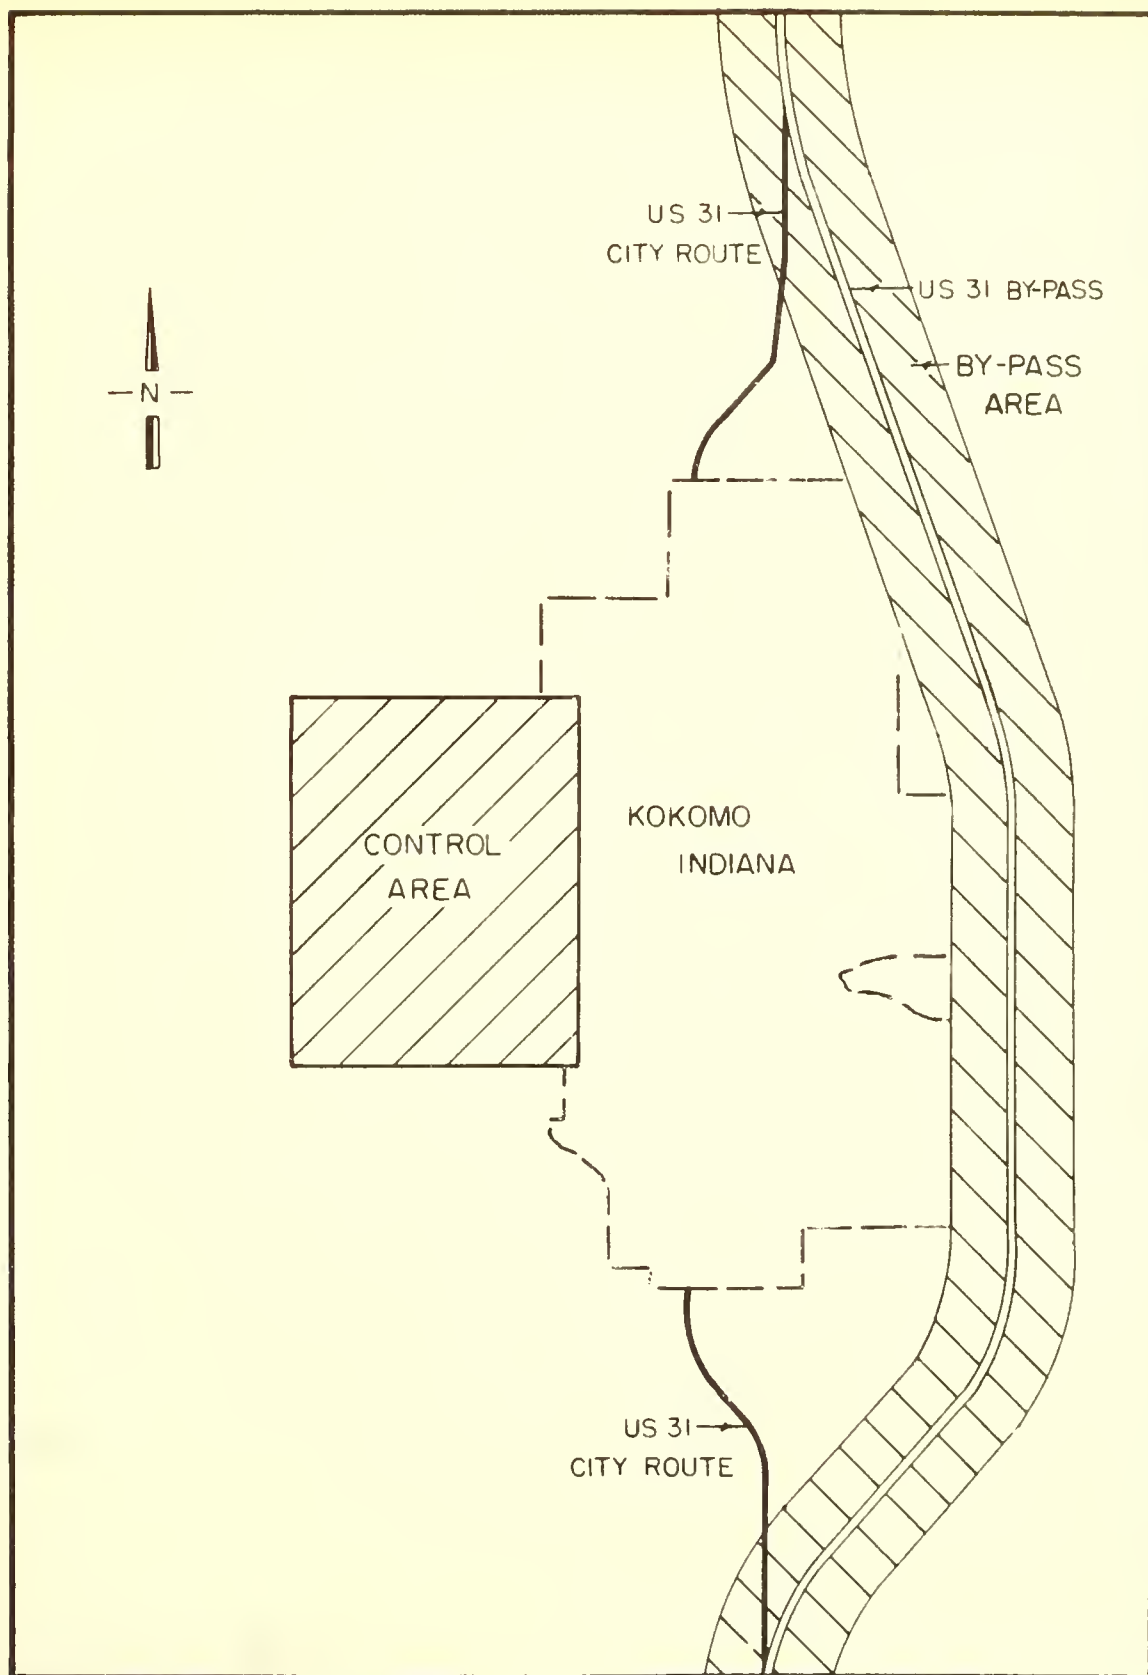 US 31
CITY ROUTE
US 31 BY-PASS
BY-PASS
AREA
N
CONTROL
AREA
KOKOMO
INDIANA
US 31
CITY ROUTE